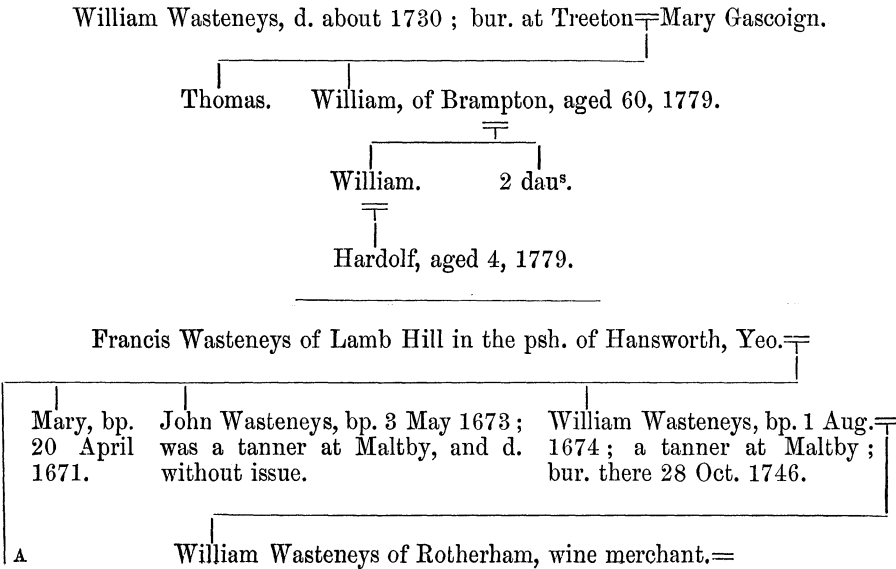 William Wasteneys, d. about 1730 ; bur. at Treeton=Mary Gascoign.
Thomas. William, of Brampton, aged 60, 1779.
=
William. 2 dauˢ.
=
Hardolf, aged 4, 1779.
Francis Wasteneys of Lamb Hill in the psh. of Hansworth, Yeo.=
Mary, bp. 20 April 1671.
John Wasteneys, bp. 3 May 1673 ; was a tanner at Maltby, and d. without issue.
William Wasteneys, bp. 1 Aug. 1674 ; a tanner at Maltby ; bur. there 28 Oct. 1746.=
A William Wasteneys of Rotherham, wine merchant.=